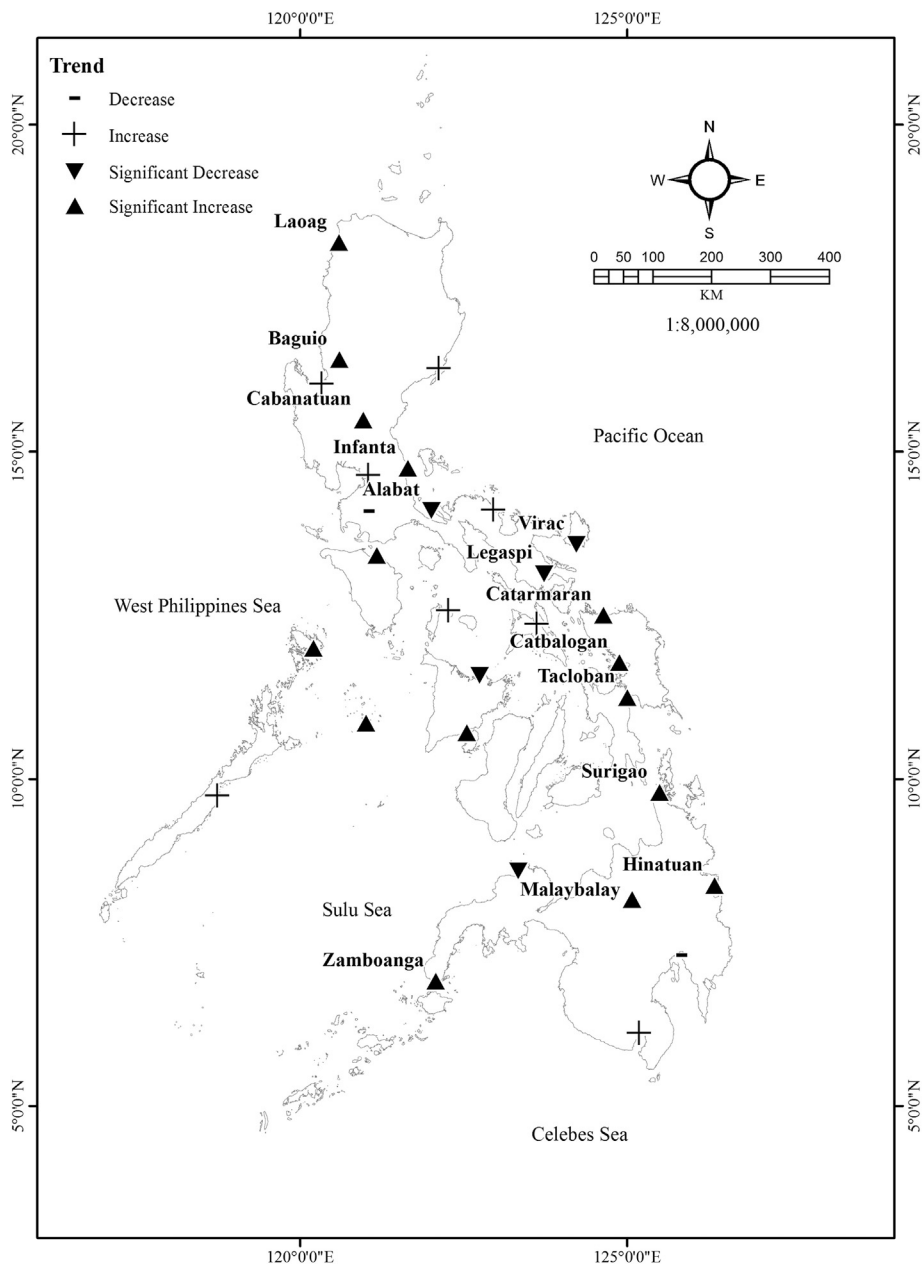 120°0'0"E 125°0'0"E
Trend
Decrease
Increase
Significant Decrease
Significant Increase
N
W E
S
0 50 100 200 300 400
KM
1:8,000,000
20°0'0"N 20°0'0"N
Laoag
Baguio
Cabanatuan
Infanta
Pacific Ocean
15°0'0"N 15°0'0"N
Alabat
Virac
Legaspi
Catarmaran
West Philippines Sea
Catbalogan
Tacloban
Surigao
10°0'0"N 10°0'0"N
Hinatuan
Malaybalay
Sulu Sea
Zamboanga
5°0'0"N 5°0'0"N
Celebes Sea
120°0'0"E 125°0'0"E